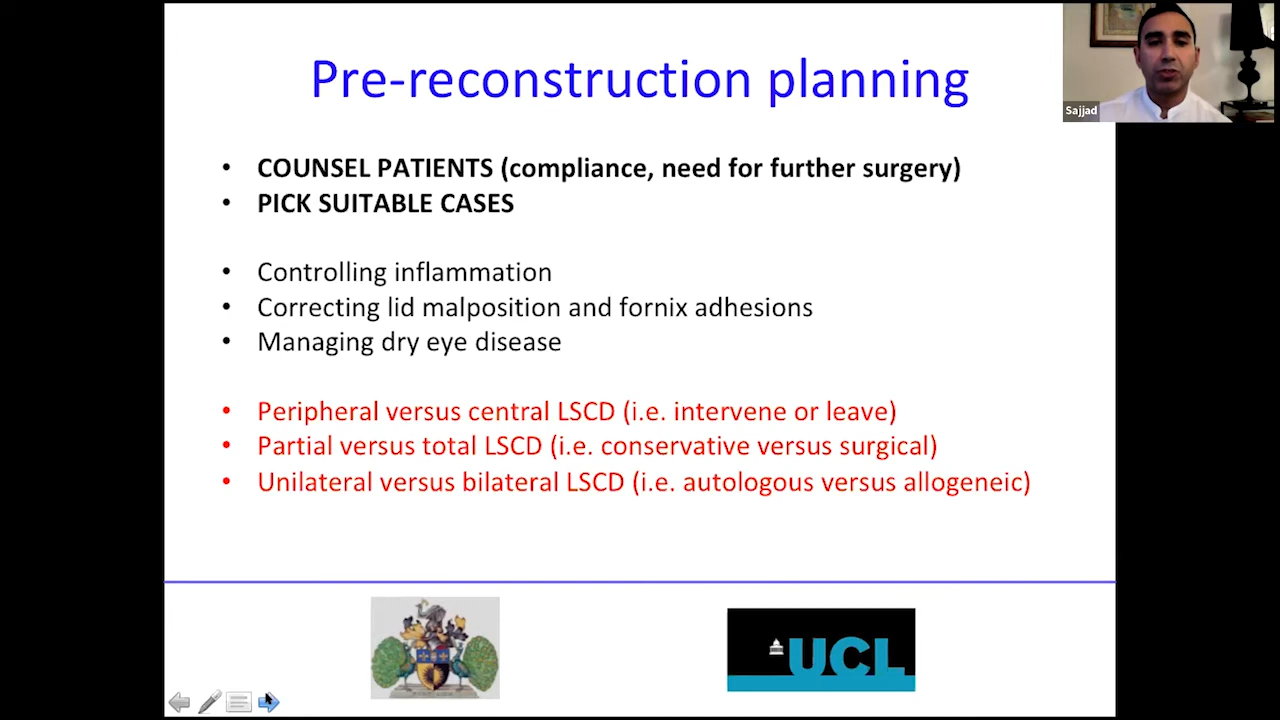 Pre-reconstruction planning
Sajjad
• COUNSEL PATIENTS (compliance, need for further surgery)
• PICK SUITABLE CASES
• Controlling inflammation
• Correcting lid malposition and fornix adhesions
• Managing dry eye disease
• Peripheral versus central LSCD (i.e. intervene or leave)
• Partial versus total LSCD (i.e. conservative versus surgical)
• Unilateral versus bilateral LSCD (i.e. autologous versus allogeneic)
UCL